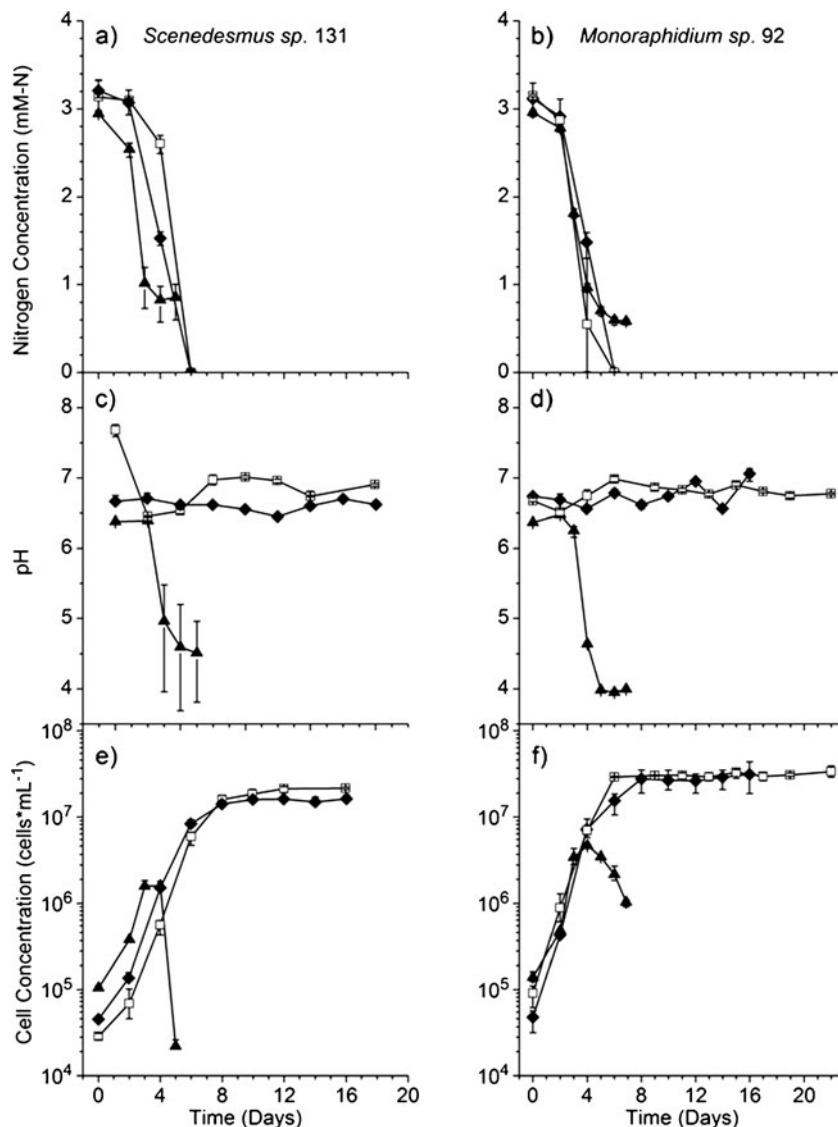 a) Scenedesmus sp. 131
b) Monoraphidium sp. 92
Nitrogen Concentration (mM-N)
4
3
2
1
0
4
3
2
1
0
c)
d)
pH
8
7
6
5
4
8
7
6
5
4
e)
f)
Cell Concentration (cells*mL⁻¹)
10⁸
10⁷
10⁶
10⁵
10⁴
10⁸
10⁷
10⁶
10⁵
10⁴
0 4 8 12 16 20
0 4 8 12 16 20
Time (Days)
Time (Days)